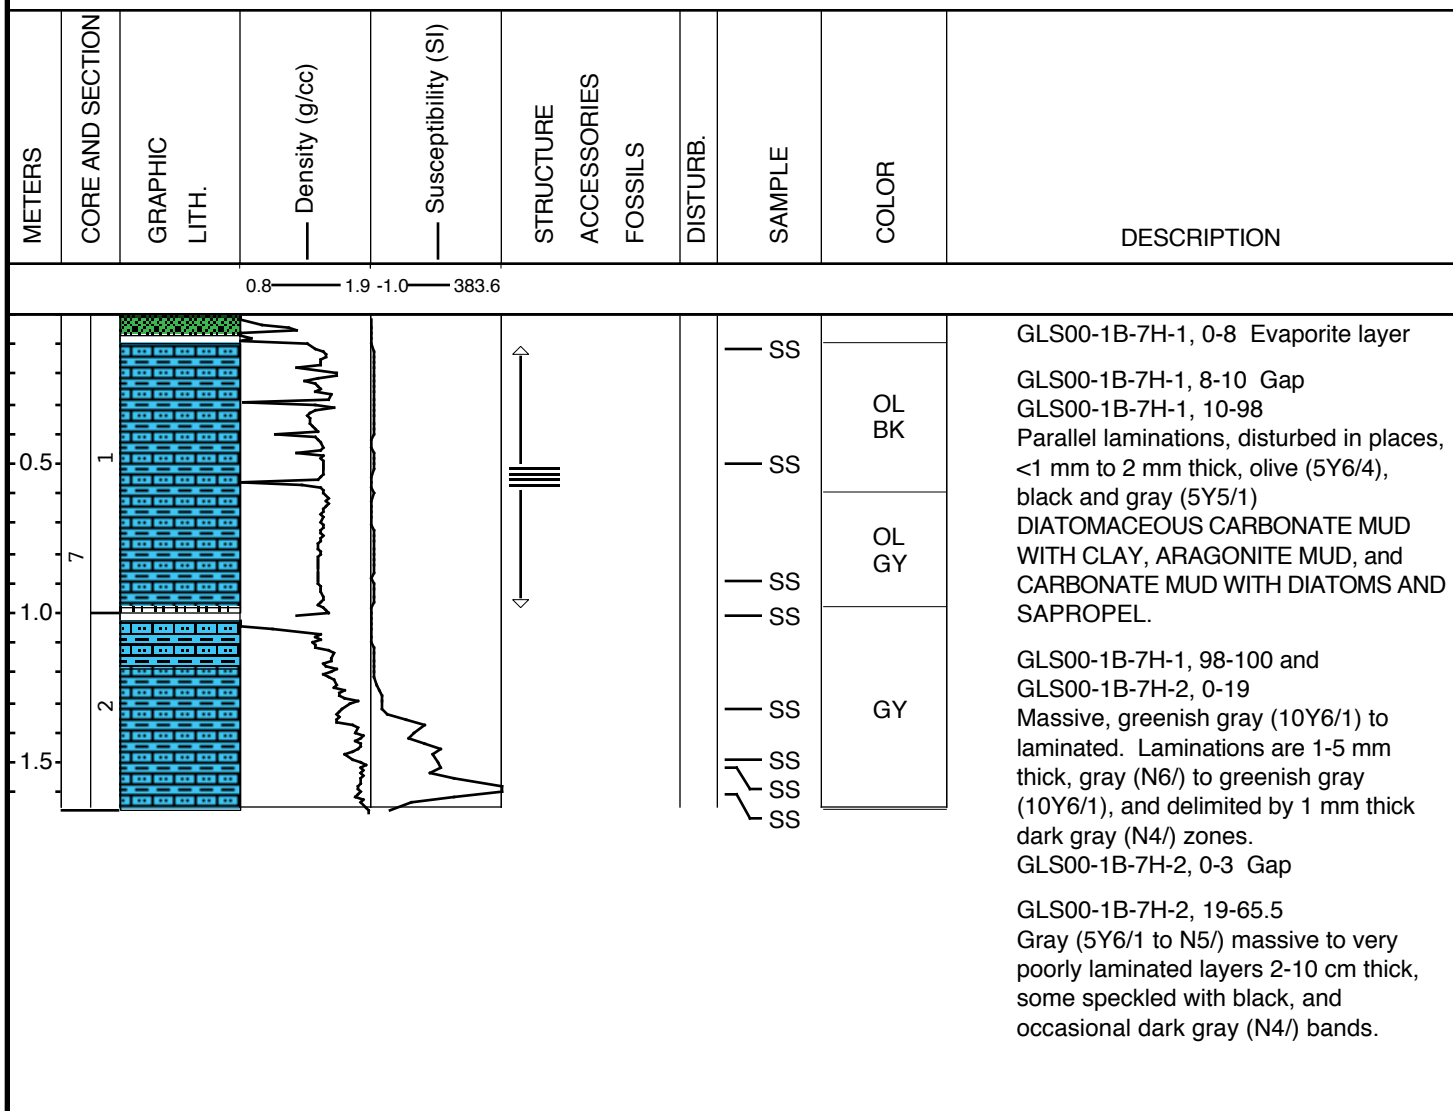 METERS
CORE AND SECTION
GRAPHIC
LITH.
Density (g/cc)
Susceptibility (SI)
STRUCTURE
ACCESSORIES
FOSSILS
DISTURB.
SAMPLE
COLOR
DESCRIPTION
0.8 1.9 -1.0 383.6
0.5
1.0
1.5
7
1
2
SS
SS
SS
SS
SS
SS
SS
SS
OL
BK
OL
GY
GY
GLS00-1B-7H-1, 0-8 Evaporite layer
GLS00-1B-7H-1, 8-10 Gap
GLS00-1B-7H-1, 10-98
Parallel laminations, disturbed in places,
<1 mm to 2 mm thick, olive (5Y6/4),
black and gray (5Y5/1)
DIATOMACEOUS CARBONATE MUD
WITH CLAY, ARAGONITE MUD, and
CARBONATE MUD WITH DIATOMS AND
SAPROPEL.
GLS00-1B-7H-1, 98-100 and
GLS00-1B-7H-2, 0-19
Massive, greenish gray (10Y6/1) to
laminated. Laminations are 1-5 mm
thick, gray (N6/) to greenish gray
(10Y6/1), and delimited by 1 mm thick
dark gray (N4/) zones.
GLS00-1B-7H-2, 0-3 Gap
GLS00-1B-7H-2, 19-65.5
Gray (5Y6/1 to N5/) massive to very
poorly laminated layers 2-10 cm thick,
some speckled with black, and
occasional dark gray (N4/) bands.